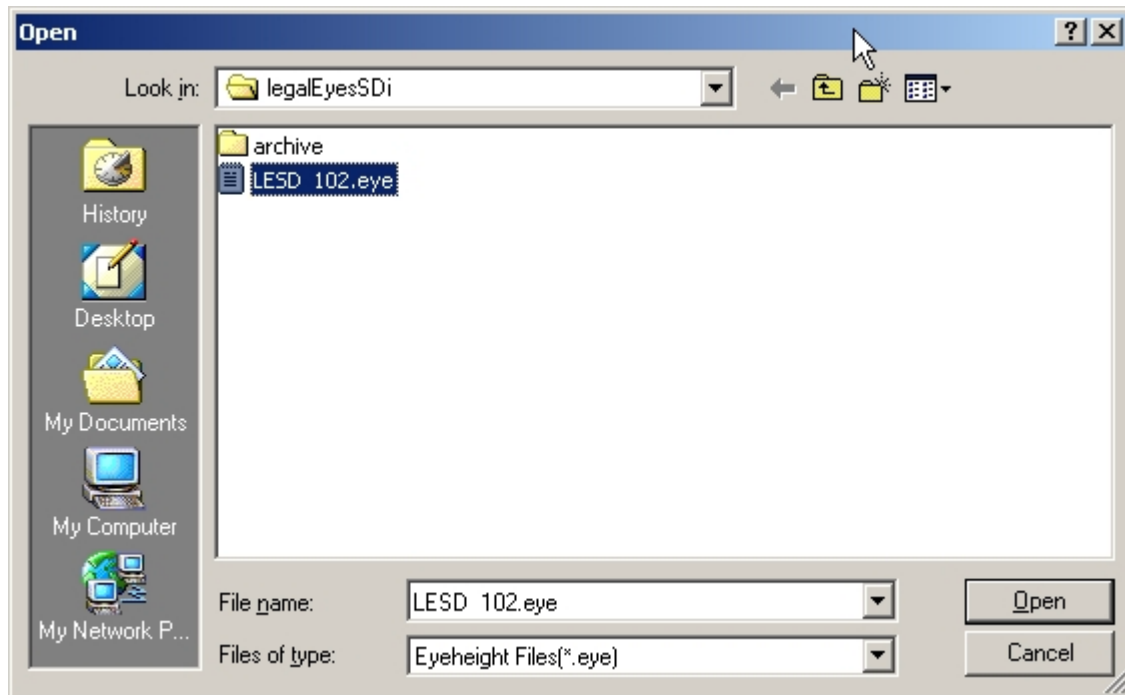 Open
Look in: legalEyesSDi
archive
LESD 102.eye
History
Desktop
My Documents
My Computer
My Network P...
File name: LESD 102.eye Open
Files of type: Eyeheight Files(*.eye) Cancel